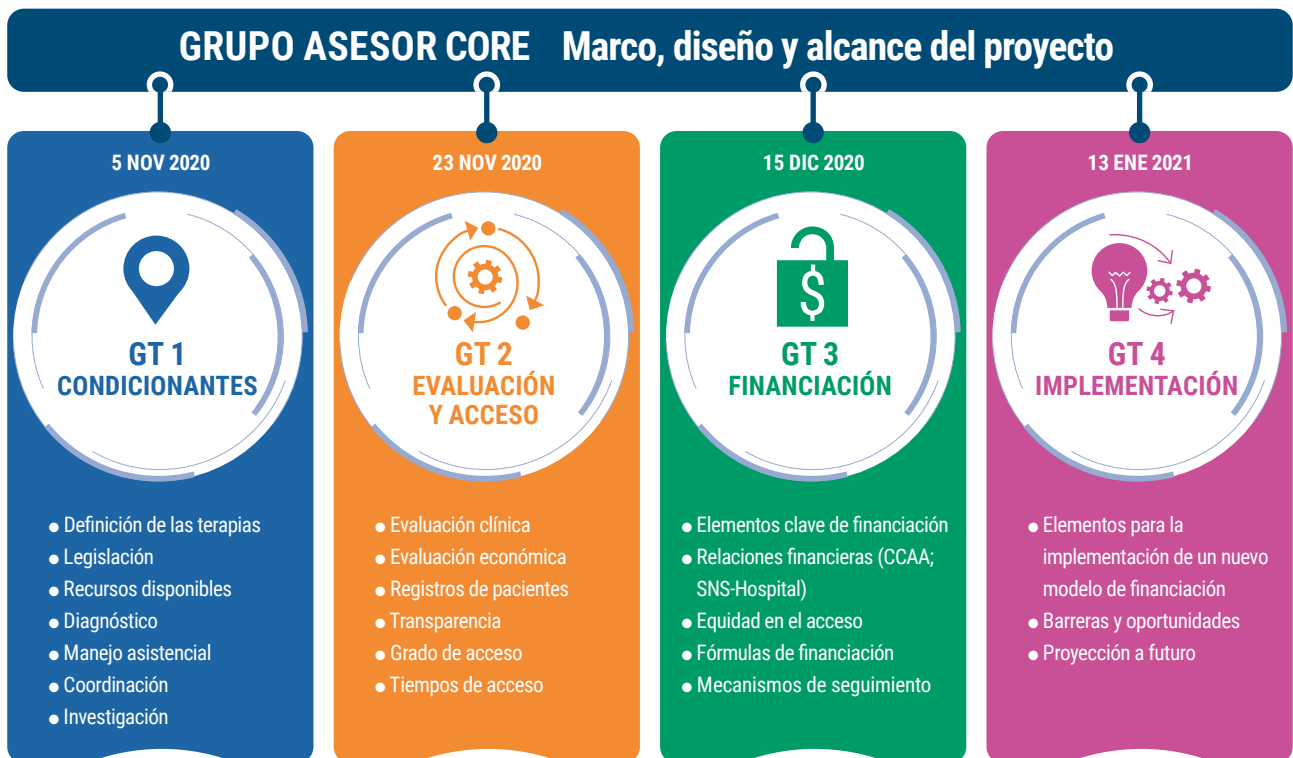 GRUPO ASESOR CORE Marco, diseño y alcance del proyecto
5 NOV 2020
GT 1
CONDICIONANTES
● Definición de las terapias
● Legislación
● Recursos disponibles
● Diagnóstico
● Manejo asistencial
● Coordinación
● Investigación
23 NOV 2020
GT 2
EVALUACIÓN
Y ACCESO
● Evaluación clínica
● Evaluación económica
● Registros de pacientes
● Transparencia
● Grado de acceso
● Tiempos de acceso
15 DIC 2020
$
GT 3
FINANCIACIÓN
● Elementos clave de financiación
● Relaciones financieras (CCAA;
SNS-Hospital)
● Equidad en el acceso
● Fórmulas de financiación
● Mecanismos de seguimiento
13 ENE 2021
GT 4
IMPLEMENTACIÓN
● Elementos para la
implementación de un nuevo
modelo de financiación
● Barreras y oportunidades
● Proyección a futuro